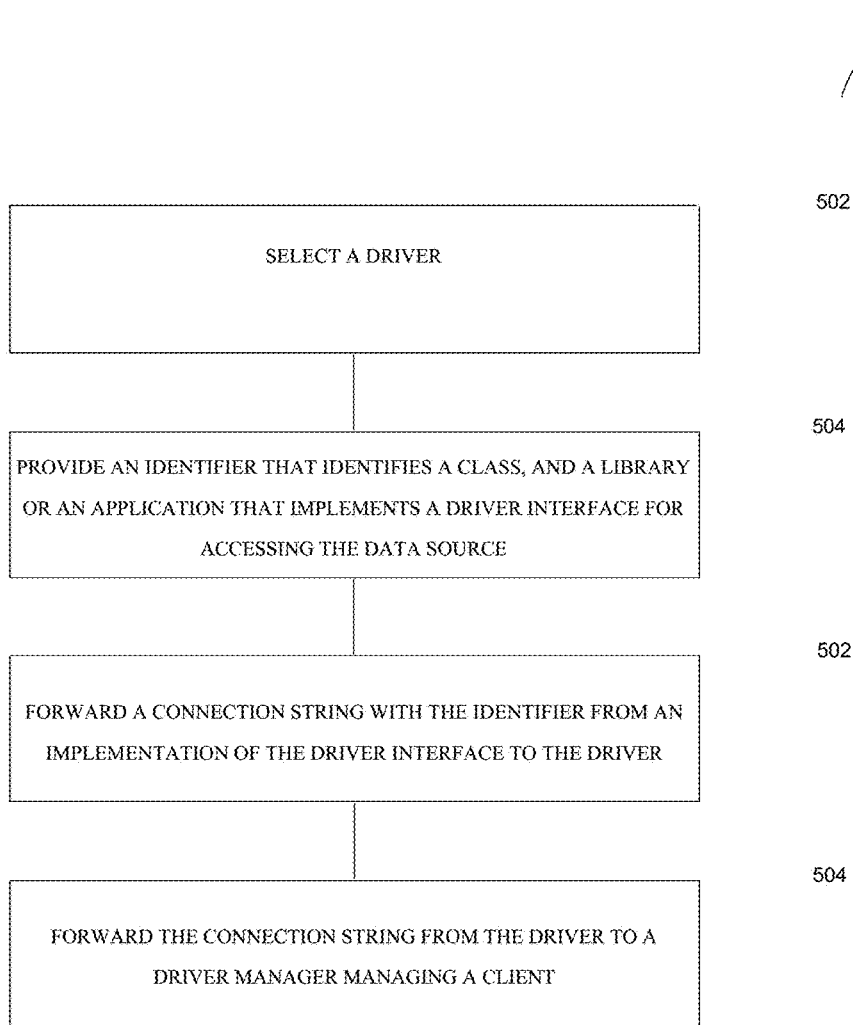 502
SELECT A DRIVER
504
PROVIDE AN IDENTIFIER THAT IDENTIFIES A CLASS, AND A LIBRARY
OR AN APPLICATION THAT IMPLEMENTS A DRIVER INTERFACE FOR
ACCESSING THE DATA SOURCE
502
FORWARD A CONNECTION STRING WITH THE IDENTIFIER FROM AN
IMPLEMENTATION OF THE DRIVER INTERFACE TO THE DRIVER
504
FORWARD THE CONNECTION STRING FROM THE DRIVER TO A
DRIVER MANAGER MANAGING A CLIENT